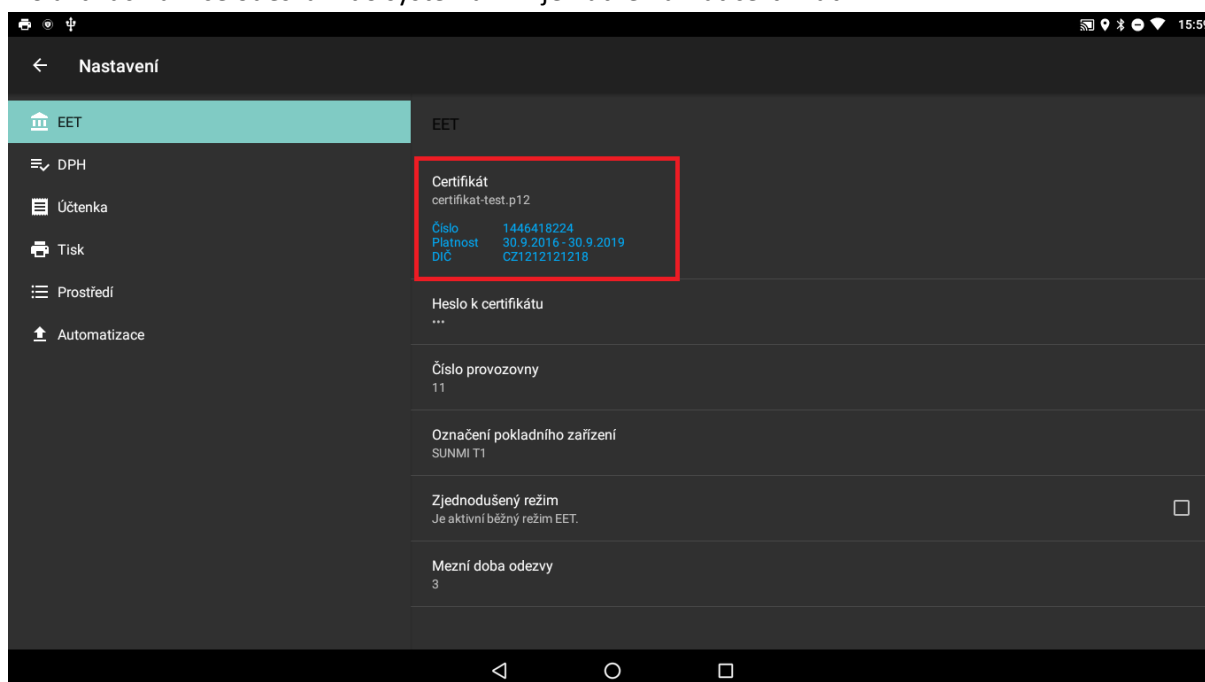 15:59
Nastavení
EET
DPH
Účtenka
Tisk
Prostředí
Automatizace
EET
Certifikát
certifikat-test.p12
Číslo 1446418224
Platnost 30.9.2016 - 30.9.2019
DIČ CZ1212121218
Heslo k certifikátu
•••
Číslo provozovny
11
Označení pokladního zařízení
SUNMI T1
Zjednodušený režim
Je aktivní běžný režim EET.
Mezní doba odezvy
3